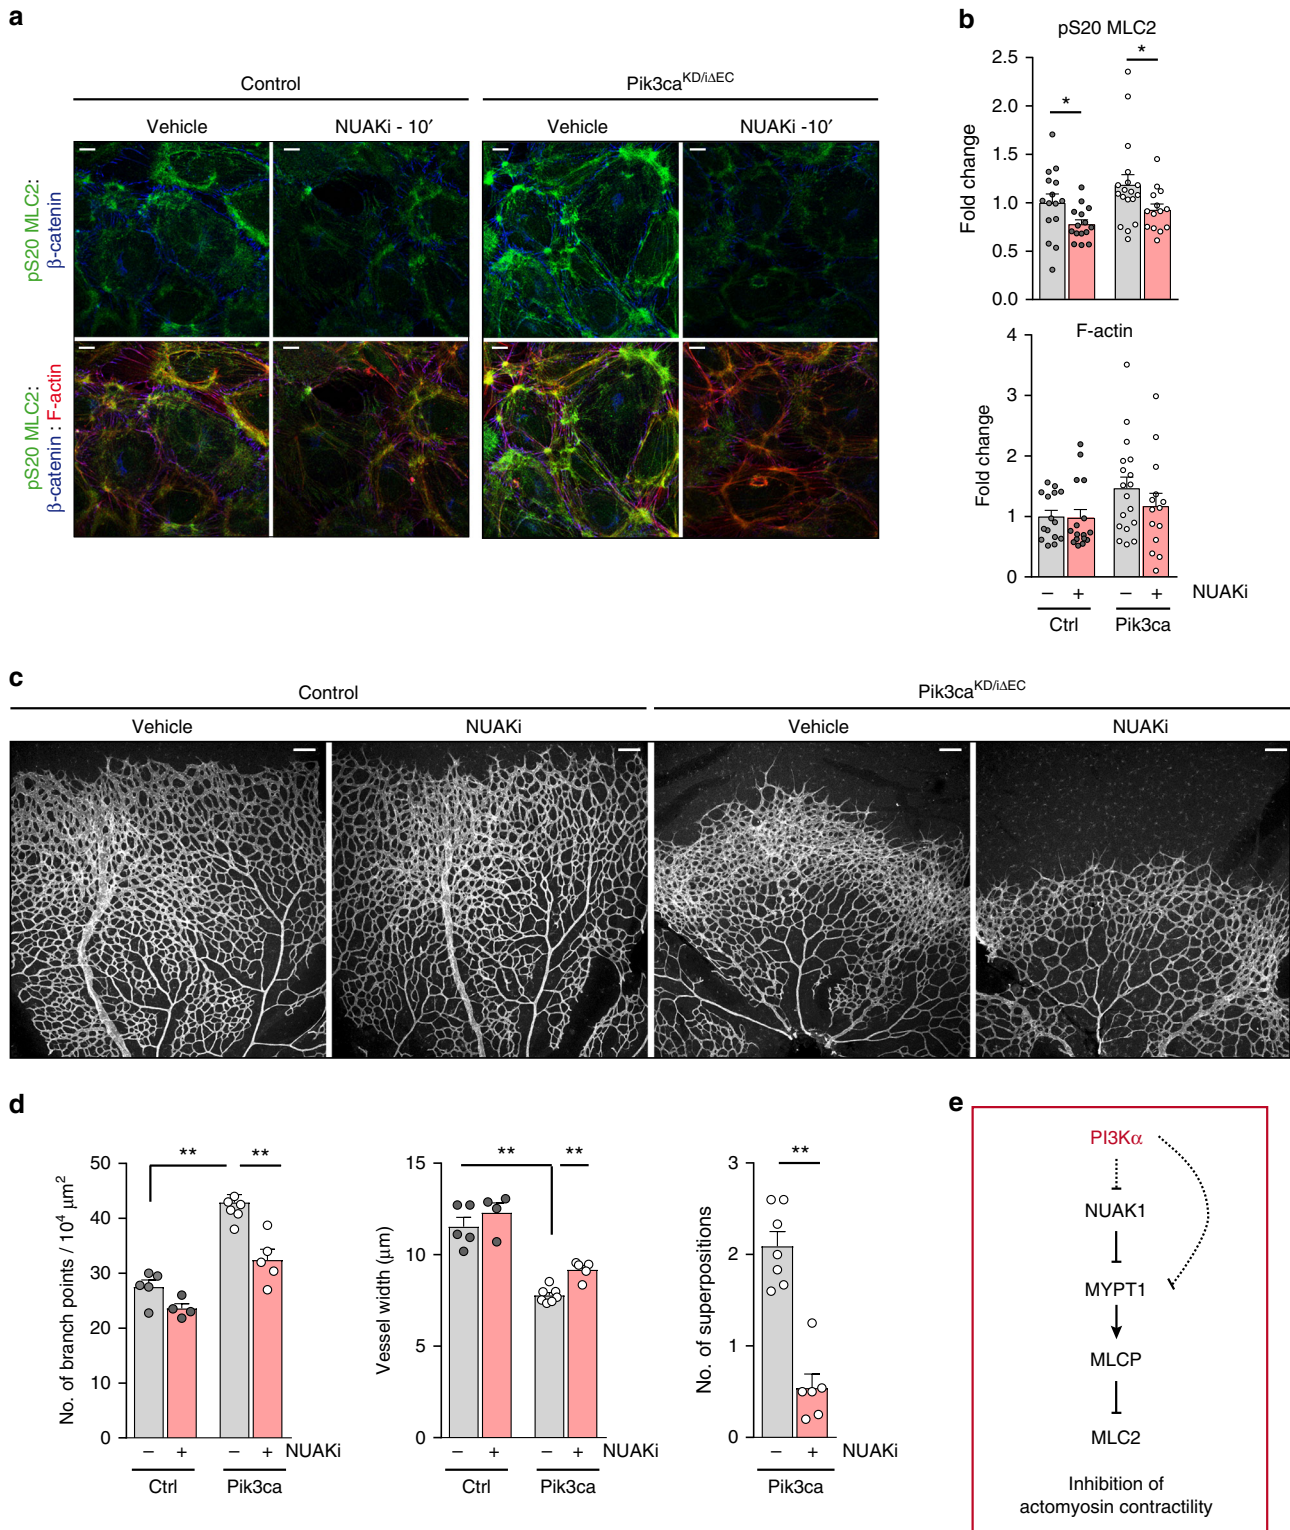 a
Control
Pik3caKD/iΔEC
Vehicle
NUAKi - 10′
Vehicle
NUAKi -10′
pS20 MLC2:
β-catenin
pS20 MLC2:
β-catenin : F-actin
b
pS20 MLC2
2.5
2.0
1.5
1.0
0.5
0.0
Fold change
*
*
F-actin
4
3
2
1
0
Fold change
– + – + NUAKi
Ctrl Pik3ca
c
Control
Pik3caKD/iΔEC
Vehicle
NUAKi
Vehicle
NUAKi
d
No. of branch points / 10⁴ μm²
50
40
30
20
10
0
**
**
– + – + NUAKi
Ctrl Pik3ca
Vessel width (μm)
15
10
5
0
**
**
– + – + NUAKi
Ctrl Pik3ca
No. of superpositions
3
2
1
0
**
– + NUAKi
Pik3ca
e
PI3Kα
NUAK1
MYPT1
MLCP
MLC2
Inhibition of
actomyosin contractility